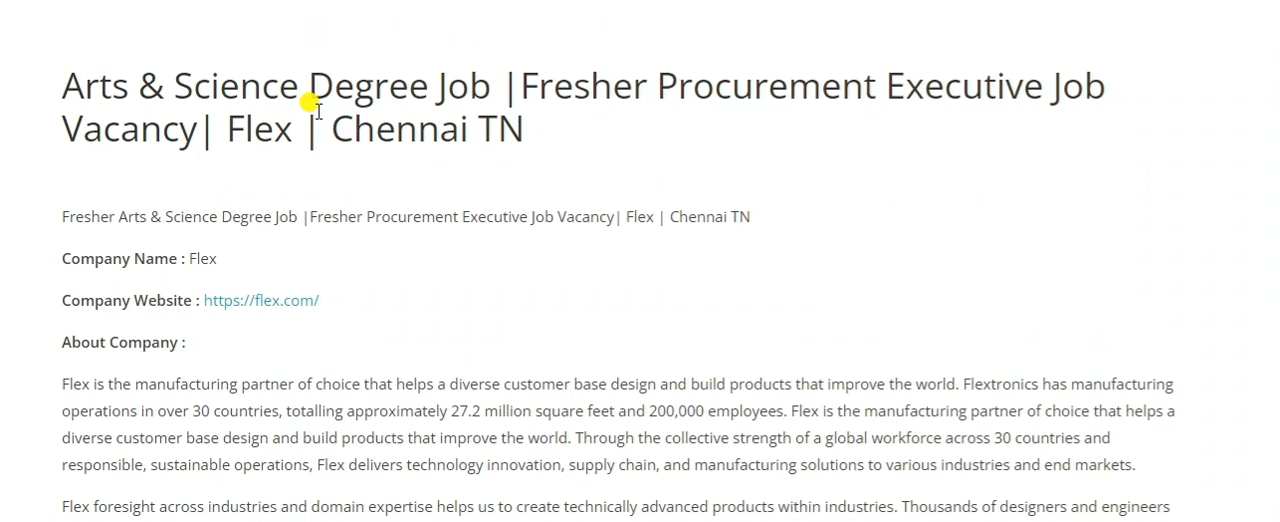 Arts & Science Degree Job |Fresher Procurement Executive Job
Vacancy| Flex | Chennai TN
Fresher Arts & Science Degree Job |Fresher Procurement Executive Job Vacancy| Flex | Chennai TN
Company Name : Flex
Company Website : https://flex.com/
About Company :
Flex is the manufacturing partner of choice that helps a diverse customer base design and build products that improve the world. Flextronics has manufacturing
operations in over 30 countries, totalling approximately 27.2 million square feet and 200,000 employees. Flex is the manufacturing partner of choice that helps a
diverse customer base design and build products that improve the world. Through the collective strength of a global workforce across 30 countries and
responsible, sustainable operations, Flex delivers technology innovation, supply chain, and manufacturing solutions to various industries and end markets.
Flex foresight across industries and domain expertise helps us to create technically advanced products within industries. Thousands of designers and engineers